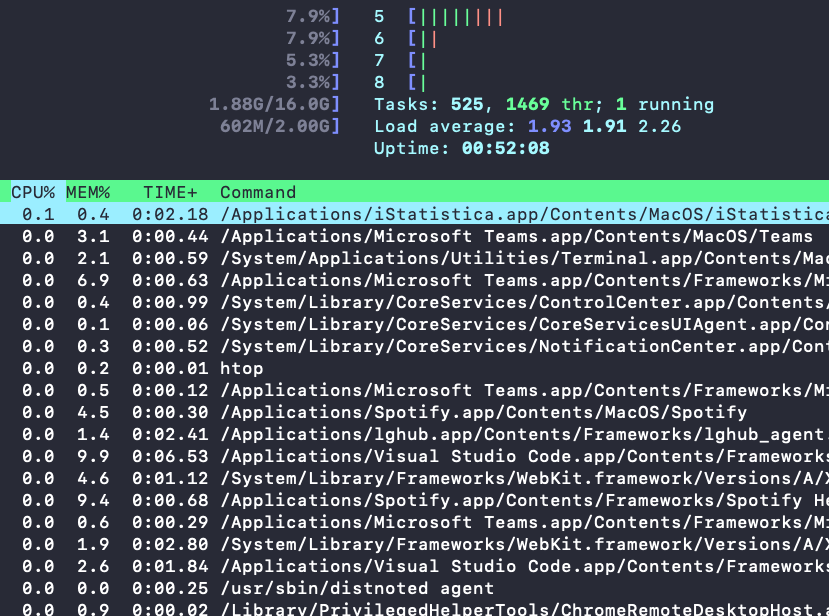 7.9%] 5 [||||||||
7.9%] 6 [||
5.3%] 7 [|
3.3%] 8 [|
1.88G/16.0G] Tasks: 525, 1469 thr; 1 running
602M/2.00G] Load average: 1.93 1.91 2.26
Uptime: 00:52:08
CPU% MEM% TIME+ Command
0.1 0.4 0:02.18 /Applications/iStatistica.app/Contents/MacOS/iStatistica
0.0 3.1 0:00.44 /Applications/Microsoft Teams.app/Contents/MacOS/Teams
0.0 2.1 0:00.59 /System/Applications/Utilities/Terminal.app/Contents/Mac
0.0 6.9 0:00.63 /Applications/Microsoft Teams.app/Contents/Frameworks/Mi
0.0 0.4 0:00.99 /System/Library/CoreServices/ControlCenter.app/Contents/
0.0 0.1 0:00.06 /System/Library/CoreServices/CoreServicesUIAgent.app/Con
0.0 0.3 0:00.52 /System/Library/CoreServices/NotificationCenter.app/Cont
0.0 0.2 0:00.01 htop
0.0 0.5 0:00.12 /Applications/Microsoft Teams.app/Contents/Frameworks/Mi
0.0 4.5 0:00.30 /Applications/Spotify.app/Contents/MacOS/Spotify
0.0 1.4 0:02.41 /Applications/lghub.app/Contents/Frameworks/lghub_agent.
0.0 9.9 0:06.53 /Applications/Visual Studio Code.app/Contents/Frameworks
0.0 4.6 0:01.12 /System/Library/Frameworks/WebKit.framework/Versions/A/X
0.0 9.4 0:00.68 /Applications/Spotify.app/Contents/Frameworks/Spotify He
0.0 0.6 0:00.29 /Applications/Microsoft Teams.app/Contents/Frameworks/Mi
0.0 1.9 0:02.80 /System/Library/Frameworks/WebKit.framework/Versions/A/X
0.0 2.6 0:01.84 /Applications/Visual Studio Code.app/Contents/Frameworks
0.0 0.0 0:00.25 /usr/sbin/distnoted agent
0.0 0.9 0:00.02 /Library/PrivilegedHelperTools/ChromeRemoteDesktopHost.a